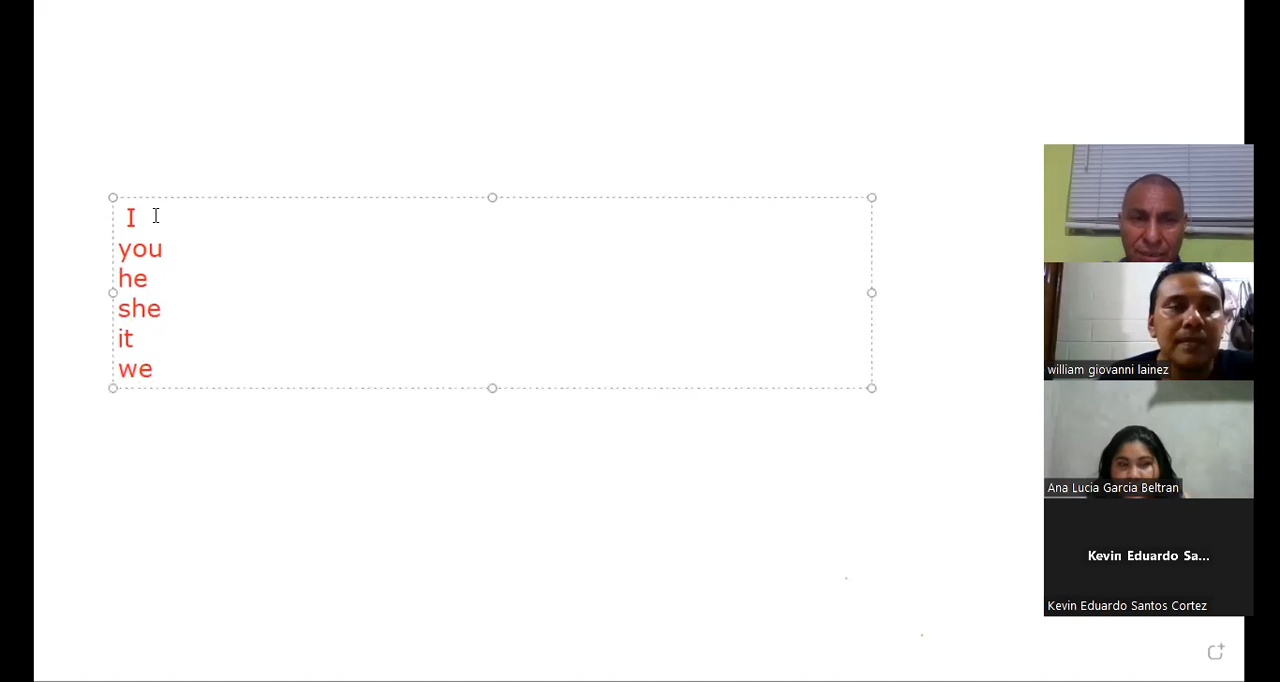 I
you
he
she
it
we
william giovanni lainez
Ana Lucia Garcia Beltran
Kevin Eduardo Sa...
Kevin Eduardo Santos Cortez